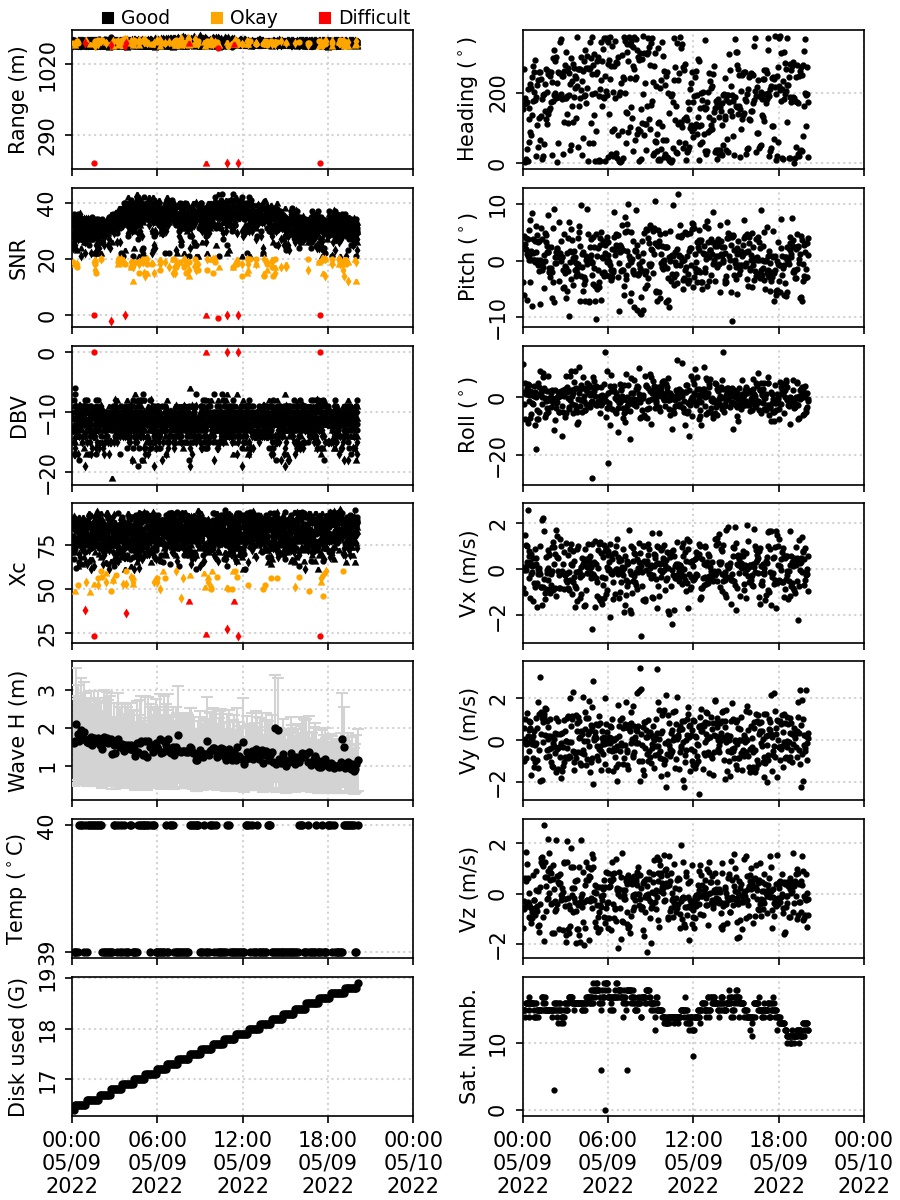 Good Okay Difficult
Range (m)
1020
290
Heading (°)
200
0
SNR
40
20
0
Pitch (°)
10
0
−10
DBV
0
−10
−20
Roll (°)
0
−20
Xc
75
50
25
Vx (m/s)
2
0
−2
Wave H (m)
3
2
1
Vy (m/s)
2
0
−2
Temp (°C)
40
39
Vz (m/s)
2
0
−2
Disk used (G)
19
18
17
Sat. Numb.
10
0
00:00 06:00 12:00 18:00 00:00
05/09 05/09 05/09 05/09 05/10
2022 2022 2022 2022 2022
00:00 06:00 12:00 18:00 00:00
05/09 05/09 05/09 05/09 05/10
2022 2022 2022 2022 2022